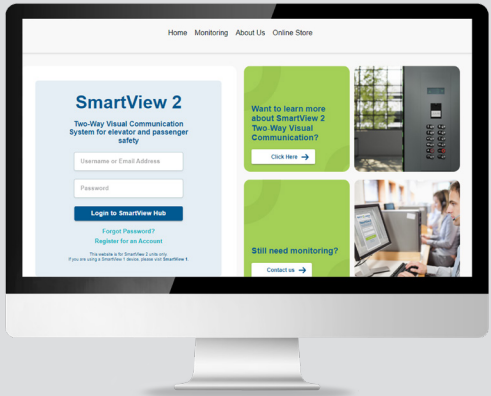 Home Monitoring About Us Online Store
SmartView 2
Two-Way Visual Communication
System for elevator and passenger
safety
Username or Email Address
Password
Login to SmartView Hub
Forgot Password?
Register for an Account
This website is for SmartView 2 units only.
If you are using a SmartView 1 device, please visit SmartView 1.
Want to learn more
about SmartView 2
Two-Way Visual
Communication?
Click Here →
Still need monitoring?
Contact us →